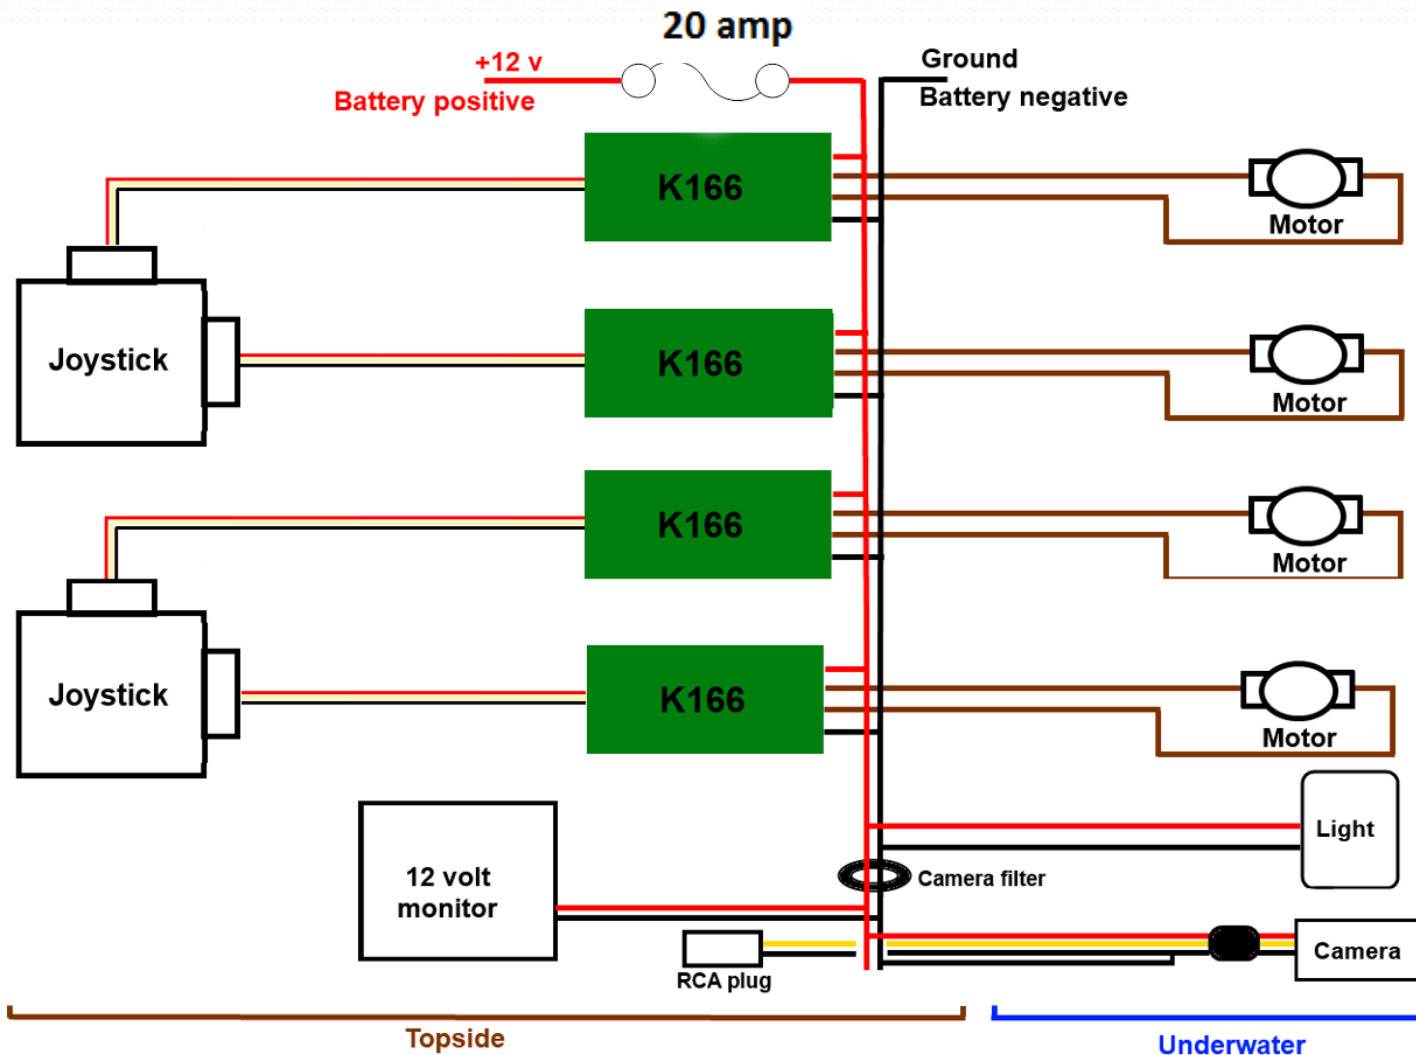 20 amp
+12 v
Battery positive
Ground
Battery negative
K166
Motor
Joystick
K166
Motor
K166
Motor
Joystick
K166
Motor
Light
12 volt
monitor
Camera filter
RCA plug
Camera
Topside
Underwater